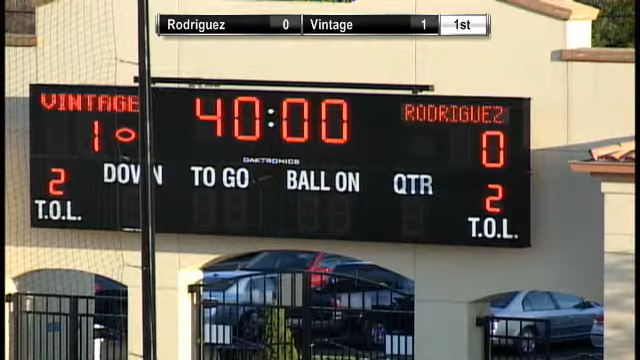 Rodriguez 0 Vintage 1 1st
VINTAGE 40:00 RODRIGUEZ
1 0
DAKTRONICS
DOWN TO GO BALL ON QTR
2 2
T.O.L. T.O.L.